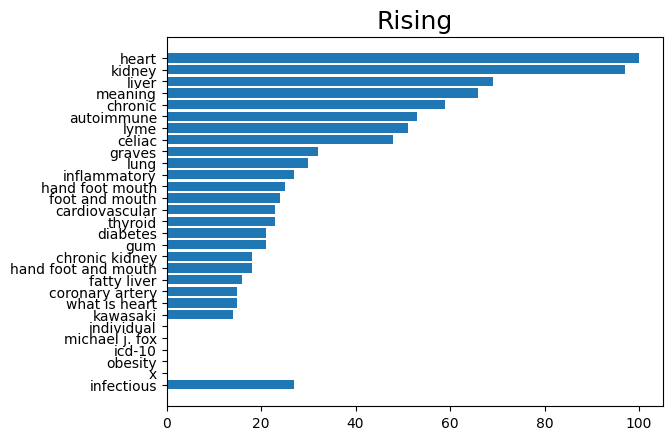 Rising
heart
kidney
liver
meaning
chronic
autoimmune
lyme
celiac
graves
lung
inflammatory
hand foot mouth
foot and mouth
cardiovascular
thyroid
diabetes
gum
chronic kidney
hand foot and mouth
fatty liver
coronary artery
what is heart
kawasaki
individual
michael j. fox
icd-10
obesity
x
infectious
0 20 40 60 80 100